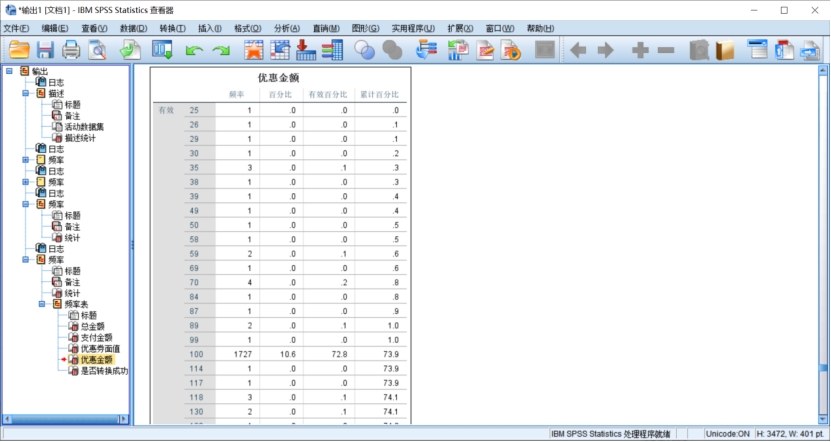 *输出1 [文档1] - IBM SPSS Statistics 查看器
文件(F) 编辑(E) 查看(V) 数据(D) 转换(T) 插入(I) 格式(O) 分析(A) 直销(M) 图形(G) 实用程序(U) 扩展(X) 窗口(W) 帮助(H)
输出
日志
描述
标题
备注
活动数据集
描述统计
日志
频率
日志
频率
日志
频率
标题
备注
统计
日志
频率
标题
备注
统计
频率表
标题
总金额
支付金额
优惠券面值
优惠金额
是否转换成功
优惠金额
频率 百分比 有效百分比 累计百分比
有效 25 1 .0 .0 .0
26 1 .0 .0 .1
29 1 .0 .0 .1
30 1 .0 .0 .2
35 3 .0 .1 .3
38 1 .0 .0 .3
39 1 .0 .0 .4
49 1 .0 .0 .4
50 1 .0 .0 .5
58 1 .0 .0 .5
59 2 .0 .1 .6
69 1 .0 .0 .6
70 4 .0 .2 .8
84 1 .0 .0 .8
87 1 .0 .0 .9
89 2 .0 .1 1.0
99 1 .0 .0 1.0
100 1727 10.6 72.8 73.9
114 1 .0 .0 73.9
117 1 .0 .0 73.9
118 3 .0 .1 74.1
130 2 .0 .1 74.1
IBM SPSS Statistics 处理程序就绪 Unicode:ON H: 3472, W: 401 pt